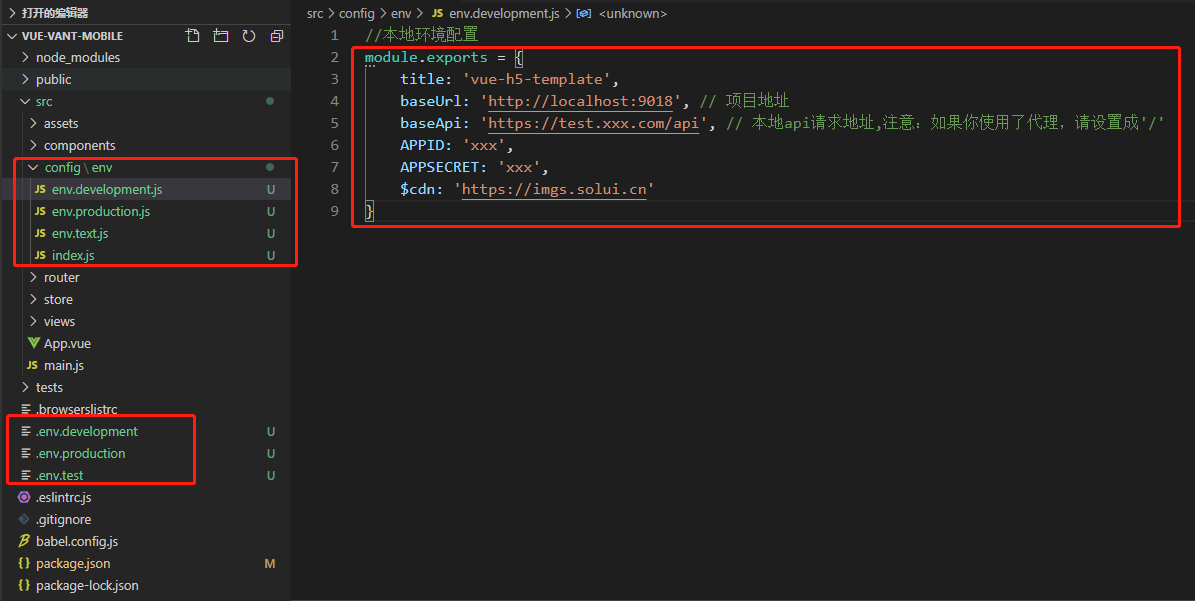 打开的编辑器
VUE-VANT-MOBILE
node_modules
public
src
assets
components
config \ env
JS env.development.js U
JS env.production.js U
JS env.text.js U
JS index.js U
router
store
views
App.vue
JS main.js
tests
.browserslistrc
.env.development U
.env.production U
.env.test U
.eslintrc.js
.gitignore
babel.config.js
{} package.json M
{} package-lock.json
src > config > env > JS env.development.js > <unknown>
1 //本地环境配置
2 module.exports = {
3 title: 'vue-h5-template',
4 baseUrl: 'http://localhost:9018', // 项目地址
5 baseApi: 'https://test.xxx.com/api', // 本地api请求地址,注意：如果你使用了代理，请设置成'/'
6 APPID: 'xxx',
7 APPSECRET: 'xxx',
8 $cdn: 'https://imgs.solui.cn'
9 }